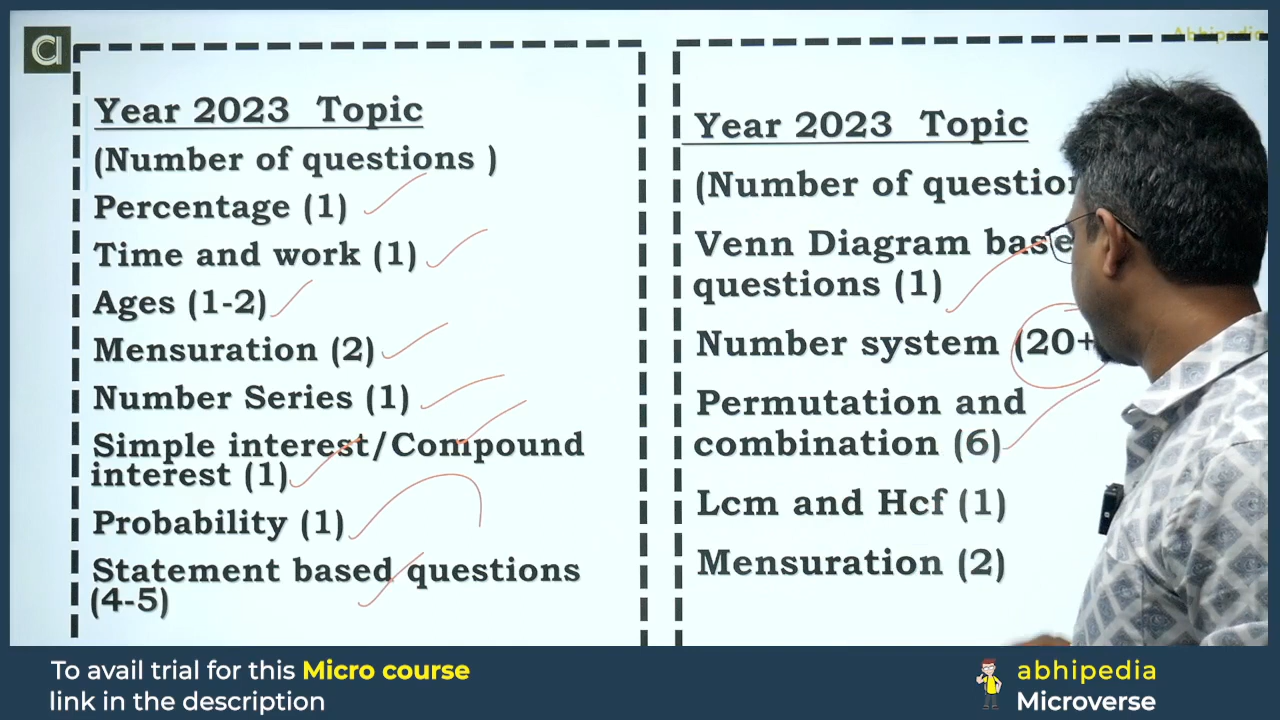 Abhipedia
Year 2023 Topic
(Number of questions )
Percentage (1)
Time and work (1)
Ages (1-2)
Mensuration (2)
Number Series (1)
Simple interest/Compound
interest (1)
Probability (1)
Statement based questions
(4-5)
Year 2023 Topic
(Number of
Venn Diagram
questions (1)
Number system (20+
Permutation and
combination (6)
Lcm and Hcf (1)
Mensuration (2)
To avail trial for this Micro course
link in the description
abhipedia
Microverse